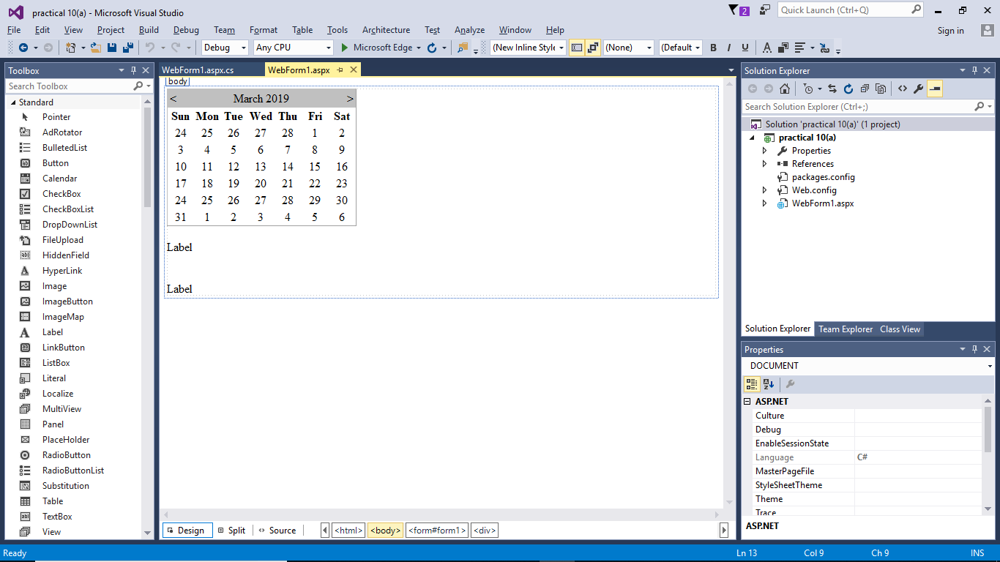 practical 10(a) - Microsoft Visual Studio
2
Quick Launch (Ctrl+Q)
File Edit View Project Build Debug Team Format Table Tools Architecture Test Analyze Window Help
Sign in
Debug Any CPU Microsoft Edge (New Inline Style (None) (Default B I U A
Toolbox
Search Toolbox
Standard
Pointer
AdRotator
BulletedList
Button
Calendar
CheckBox
CheckBoxList
DropDownList
FileUpload
HiddenField
HyperLink
Image
ImageButton
ImageMap
Label
LinkButton
ListBox
Literal
Localize
MultiView
Panel
PlaceHolder
RadioButton
RadioButtonList
Substitution
Table
TextBox
View
WebForm1.aspx.cs WebForm1.aspx
body
< March 2019 >
Sun Mon Tue Wed Thu Fri Sat
24 25 26 27 28 1 2
3 4 5 6 7 8 9
10 11 12 13 14 15 16
17 18 19 20 21 22 23
24 25 26 27 28 29 30
31 1 2 3 4 5 6
Label
Label
Design Split Source <html> <body> <form#form1> <div>
Solution Explorer
Search Solution Explorer (Ctrl+;)
Solution 'practical 10(a)' (1 project)
practical 10(a)
Properties
References
packages.config
Web.config
WebForm1.aspx
Solution Explorer Team Explorer Class View
Properties
DOCUMENT
ASP.NET
Culture
Debug
EnableSessionState
Language C#
MasterPageFile
StyleSheetTheme
Theme
Trace
ASP.NET
Ready Ln 13 Col 9 Ch 9 INS